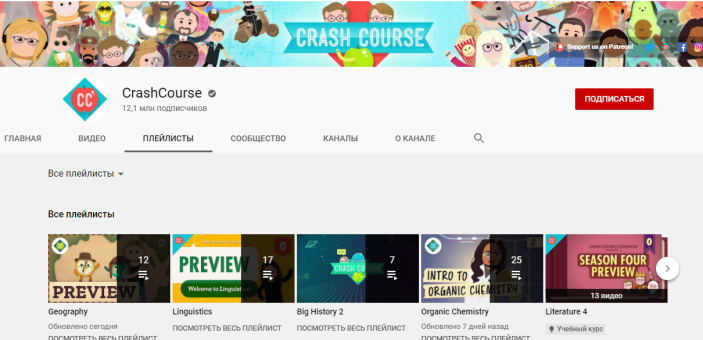 CRASH COURSE
Support us on Patreon!
CC
CrashCourse
12,1 млн подписчиков
ПОДПИСАТЬСЯ
ГЛАВНАЯ ВИДЕО ПЛЕЙЛИСТЫ СООБЩЕСТВО КАНАЛЫ О КАНАЛЕ
Все плейлисты
Все плейлисты
12 17 7 25
PREVIEW PREVIEW CRASH CO INTRO TO SEASON FOUR
Welcome to Linguist ORGANIC CHEMISTRY PREVIEW
13 видео
Geography Linguistics Big History 2 Organic Chemistry Literature 4
Обновлено сегодня ПОСМОТРЕТЬ ВЕСЬ ПЛЕЙЛИСТ ПОСМОТРЕТЬ ВЕСЬ ПЛЕЙЛИСТ Обновлено 7 дней назад Учебный курс
ПОСМОТРЕТЬ ВЕСЬ ПЛЕЙЛИСТ ПОСМОТРЕТЬ ВЕСЬ ПЛЕЙЛИСТ